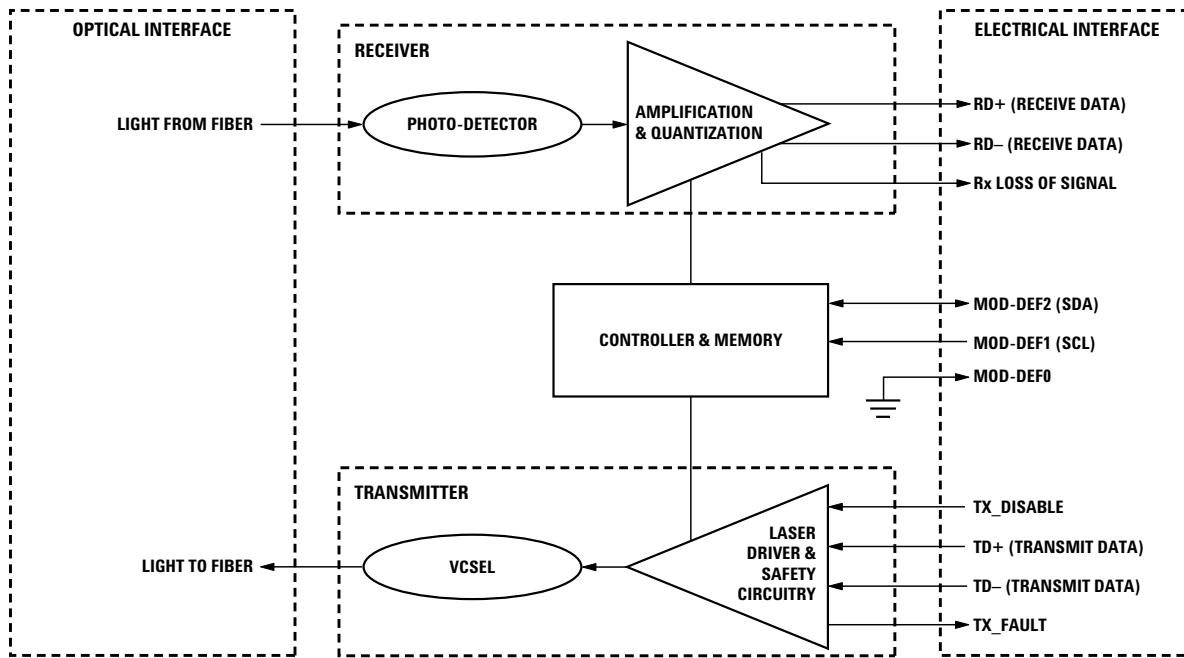 OPTICAL INTERFACE
ELECTRICAL INTERFACE
RECEIVER
LIGHT FROM FIBER
PHOTO-DETECTOR
AMPLIFICATION
& QUANTIZATION
RD+ (RECEIVE DATA)
RD– (RECEIVE DATA)
Rx LOSS OF SIGNAL
CONTROLLER & MEMORY
MOD-DEF2 (SDA)
MOD-DEF1 (SCL)
MOD-DEF0
TRANSMITTER
LIGHT TO FIBER
VCSEL
LASER
DRIVER &
SAFETY
CIRCUITRY
TX_DISABLE
TD+ (TRANSMIT DATA)
TD– (TRANSMIT DATA)
TX_FAULT